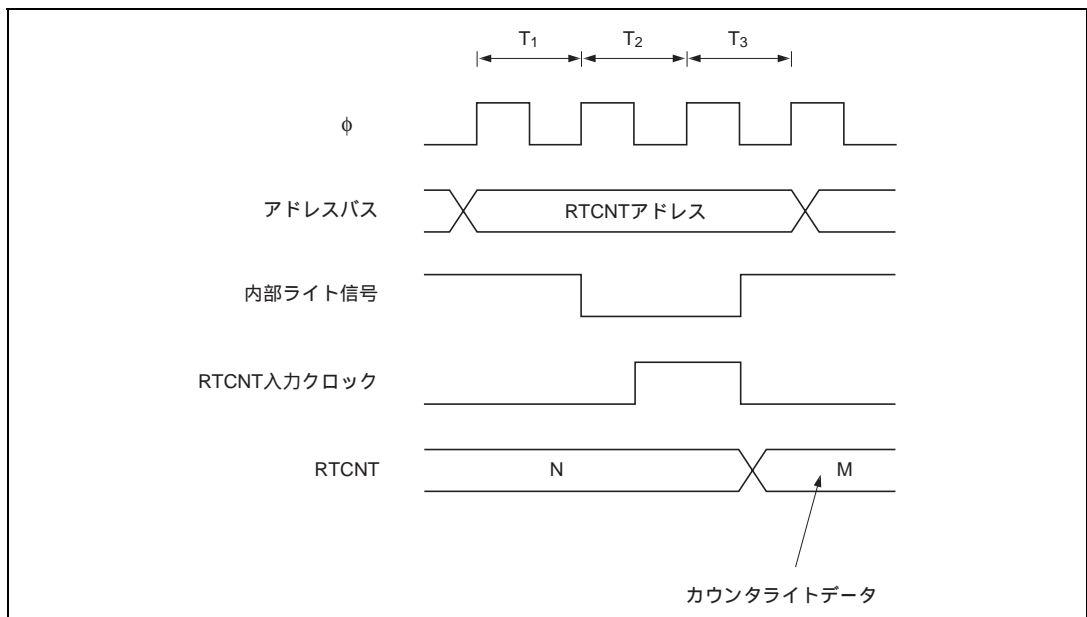 T₁ T₂ T₃
φ
アドレスバス RTCNTアドレス
内部ライト信号
RTCNT入力クロック
RTCNT N M
カウンタライトデータ